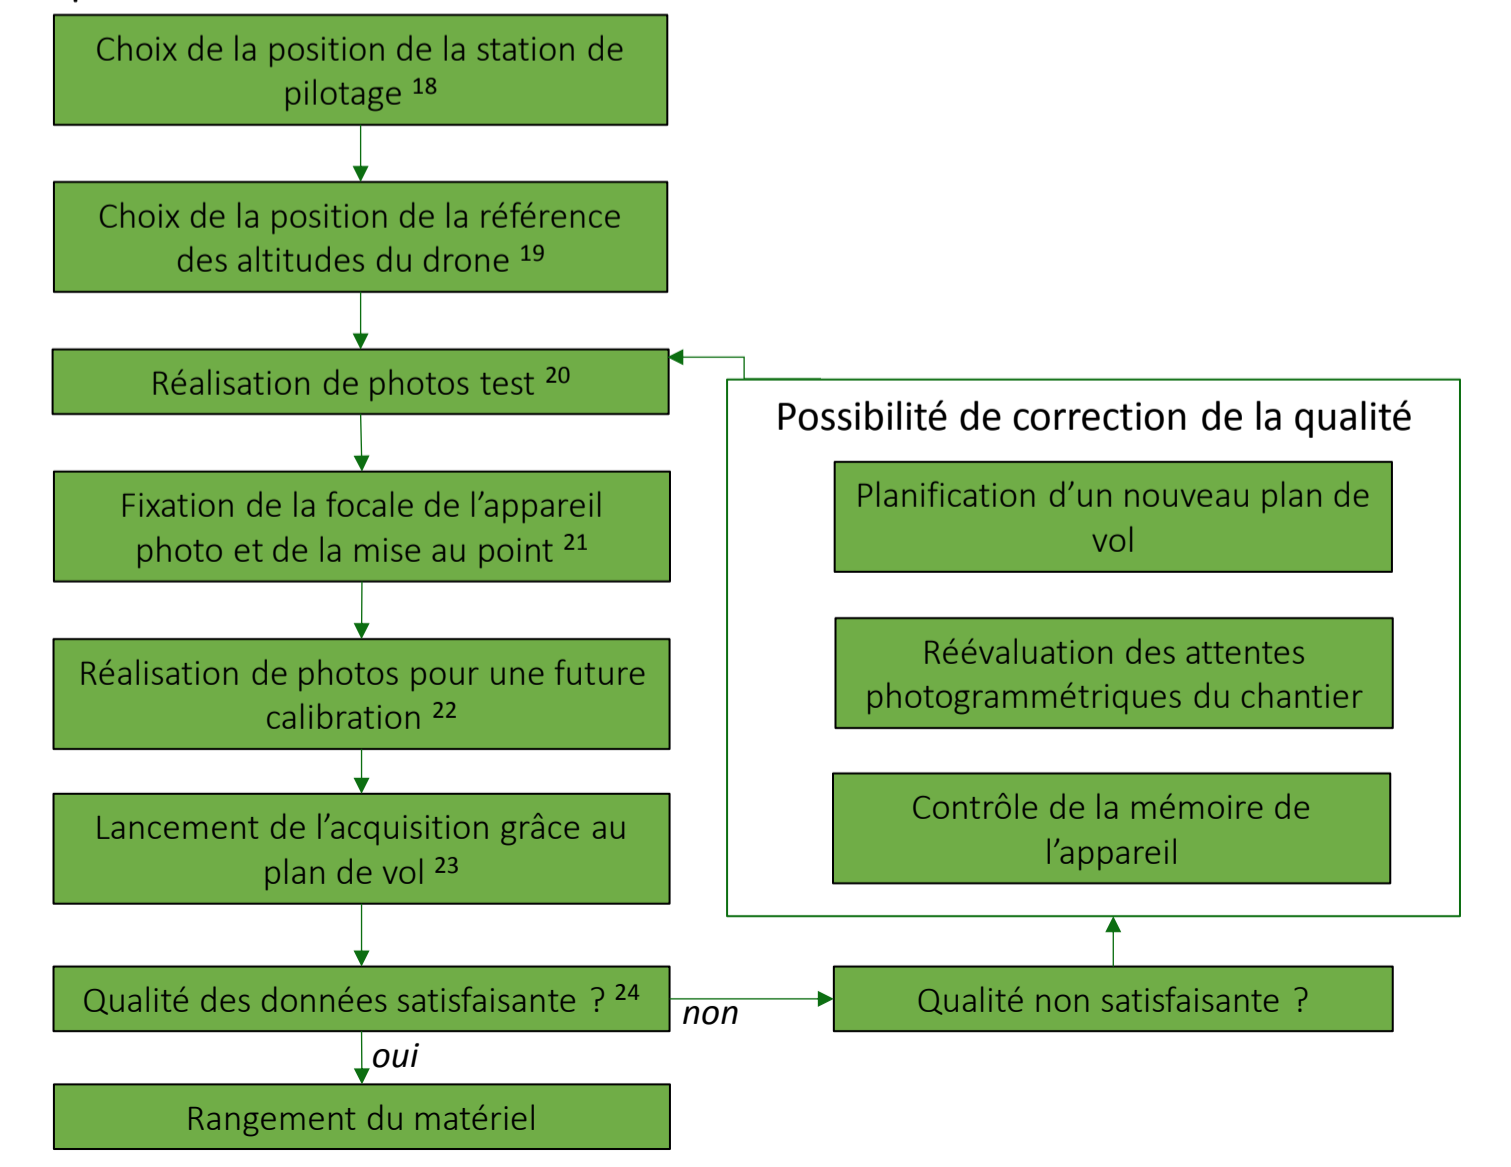 Choix de la position de la station de
pilotage 18
Choix de la position de la référence
des altitudes du drone 19
Réalisation de photos test 20
Fixation de la focale de l’appareil
photo et de la mise au point 21
Réalisation de photos pour une future
calibration 22
Lancement de l’acquisition grâce au
plan de vol 23
Qualité des données satisfaisante ? 24
non
oui
Rangement du matériel
Possibilité de correction de la qualité
Planification d’un nouveau plan de
vol
Réévaluation des attentes
photogrammétriques du chantier
Contrôle de la mémoire de
l’appareil
Qualité non satisfaisante ?